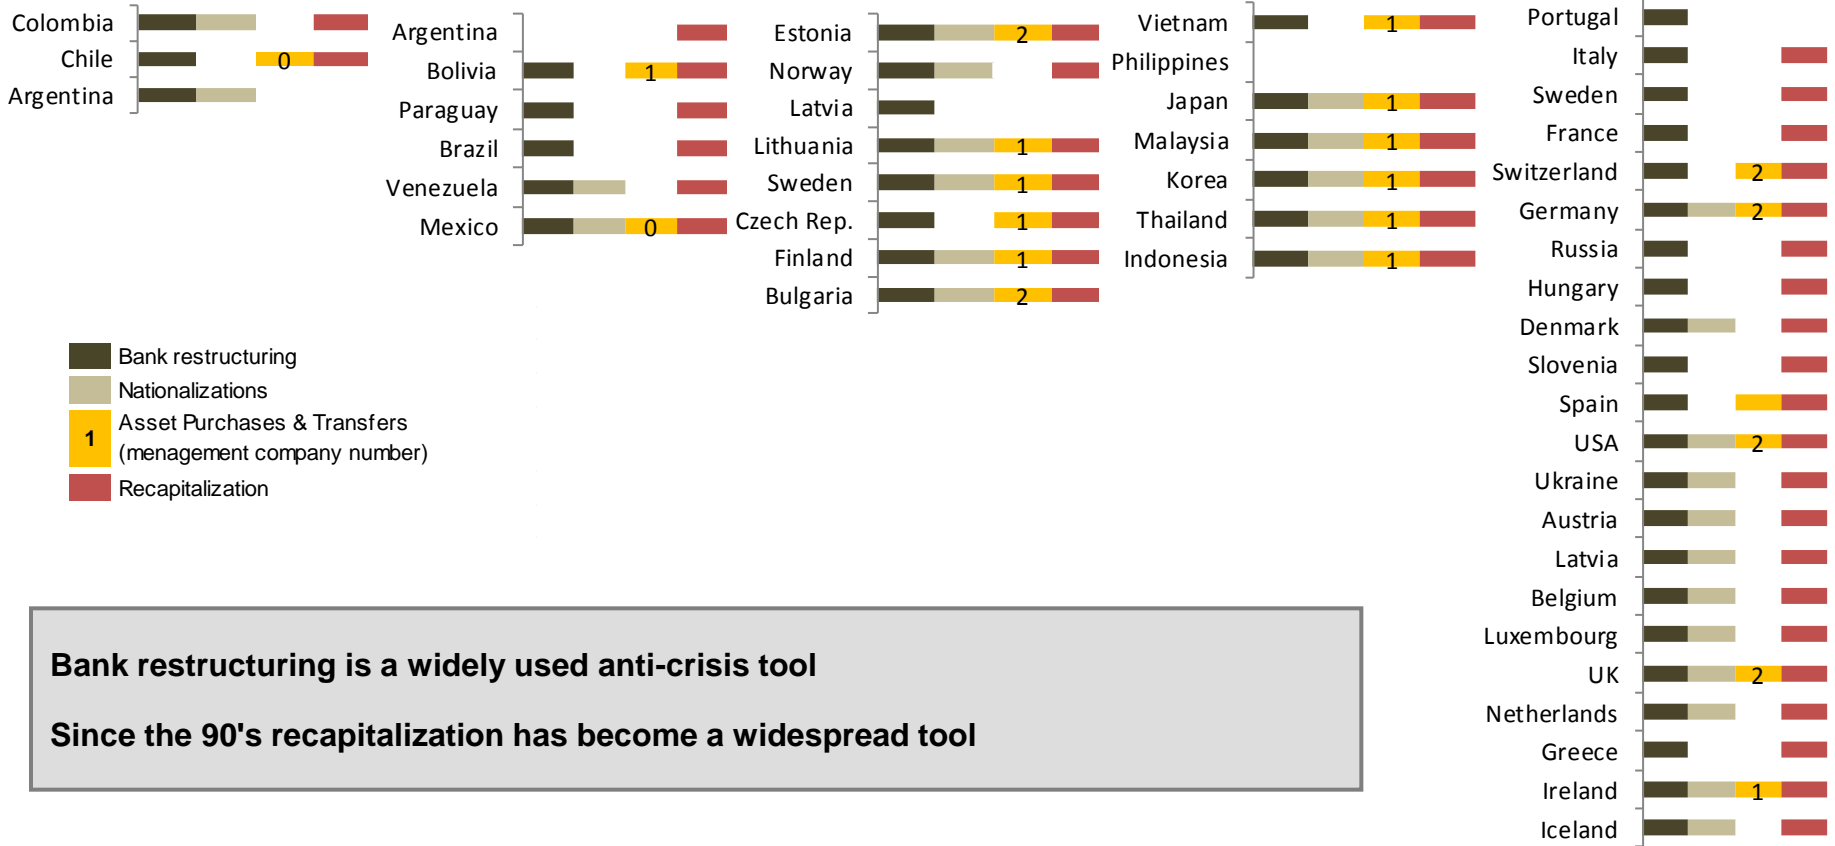 Colombia
Chile
0
Argentina
Argentina
Bolivia
1
Paraguay
Brazil
Venezuela
Mexico
0
Estonia
2
Norway
Latvia
Lithuania
1
Sweden
1
Czech Rep.
1
Finland
1
Bulgaria
2
Vietnam
1
Philippines
Japan
1
Malaysia
1
Korea
1
Thailand
1
Indonesia
1
Portugal
Italy
Sweden
France
Switzerland
2
Germany
2
Russia
Hungary
Denmark
Slovenia
Spain
USA
2
Ukraine
Austria
Latvia
Belgium
Luxembourg
UK
2
Netherlands
Greece
Ireland
1
Iceland
Bank restructuring
Nationalizations
1
Asset Purchases & Transfers
(menagement company number)
Recapitalization
Bank restructuring is a widely used anti-crisis tool
Since the 90's recapitalization has become a widespread tool